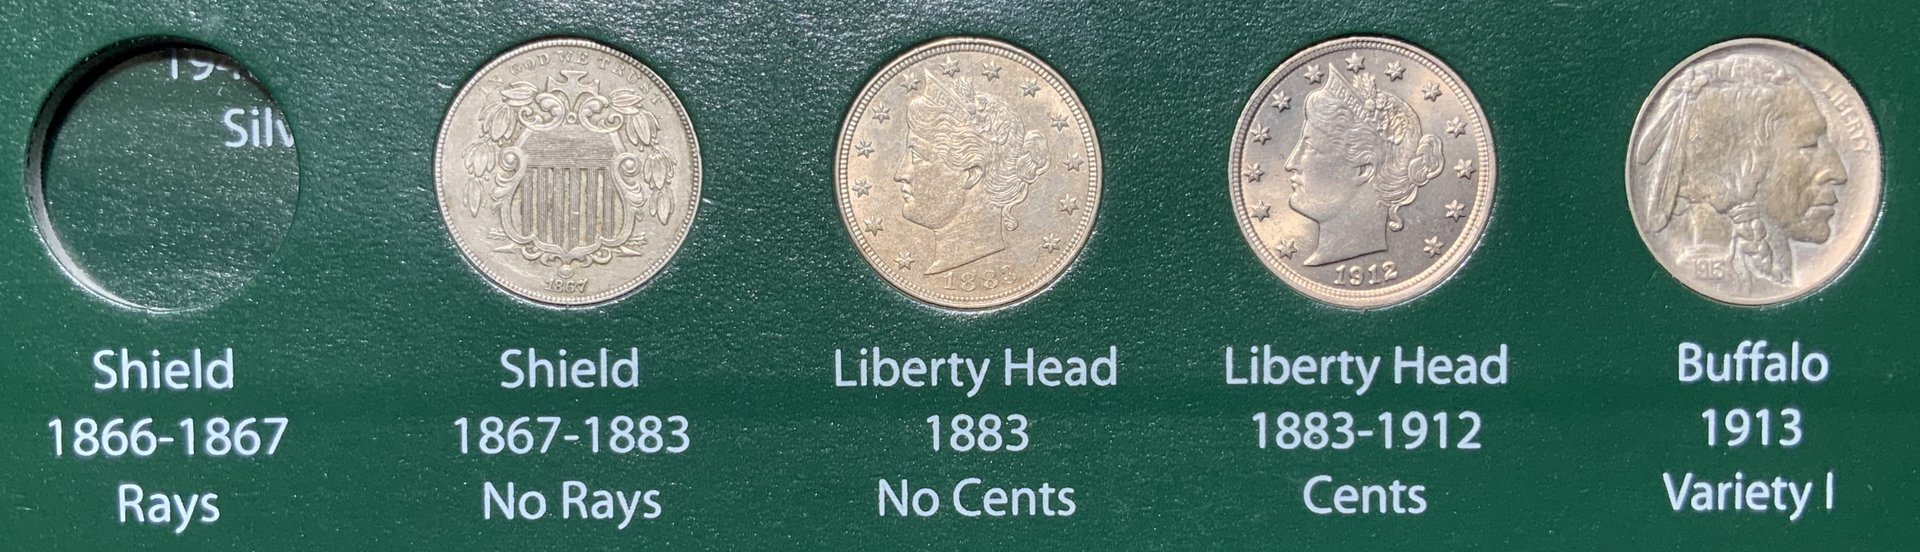 Silv
IN GOD WE TRUST
1867
LIBERTY
1883
LIBERTY
1912
LIBERTY
1913
Shield
1866-1867
Rays
Shield
1867-1883
No Rays
Liberty Head
1883
No Cents
Liberty Head
1883-1912
Cents
Buffalo
1913
Variety I